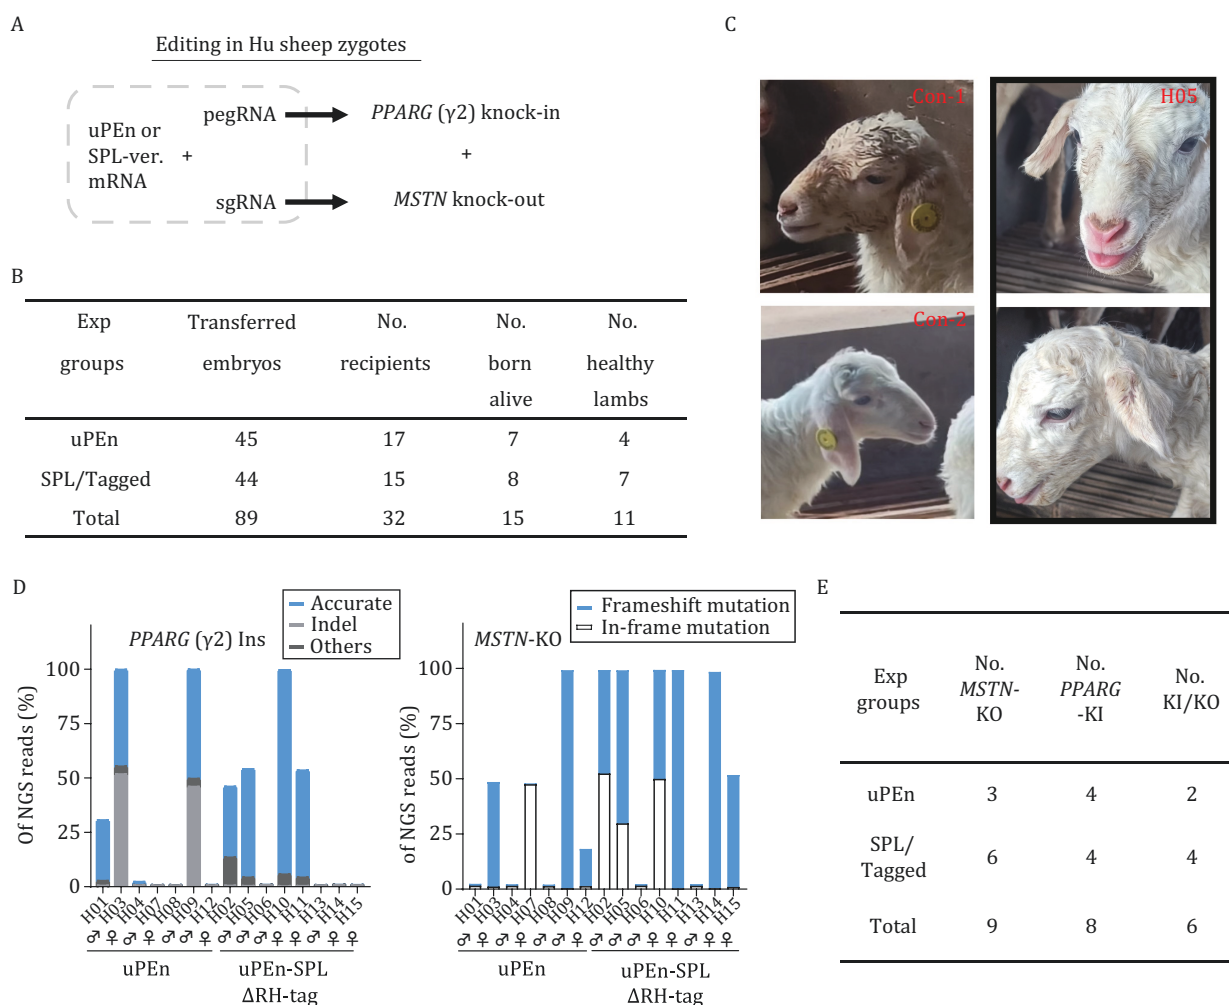 A
Editing in Hu sheep zygotes
uPEn or
SPL-ver.
mRNA
+
pegRNA
PPARG (γ2) knock-in
+
sgRNA
MSTN knock-out
B
Exp groups Transferred embryos No. recipients No. born alive No. healthy lambs
uPEn 45 17 7 4
SPL/Tagged 44 15 8 7
Total 89 32 15 11
C
Con-1
H05
Con-2
D
Accurate
Indel
Others
PPARG (γ2) Ins
Of NGS reads (%)
100
75
50
25
0
H01 H03 H04 H07 H08 H09 H12 H02 H05 H06 H10 H11 H13 H14 H15
♂ ♀ ♂ ♀ ♂ ♀ ♀ ♂ ♂ ♂ ♀ ♀ ♂ ♀ ♀
uPEn
uPEn-SPL
ΔRH-tag
Frameshift mutation
In-frame mutation
MSTN-KO
of NGS reads (%)
100
75
50
25
0
H01 H03 H04 H07 H08 H09 H12 H02 H05 H06 H10 H11 H13 H14 H15
♂ ♀ ♂ ♀ ♂ ♀ ♀ ♂ ♂ ♂ ♀ ♀ ♂ ♀ ♀
uPEn
uPEn-SPL
ΔRH-tag
E
Exp groups No. MSTN-KO No. PPARG-KI No. KI/KO
uPEn 3 4 2
SPL/Tagged 6 4 4
Total 9 8 6